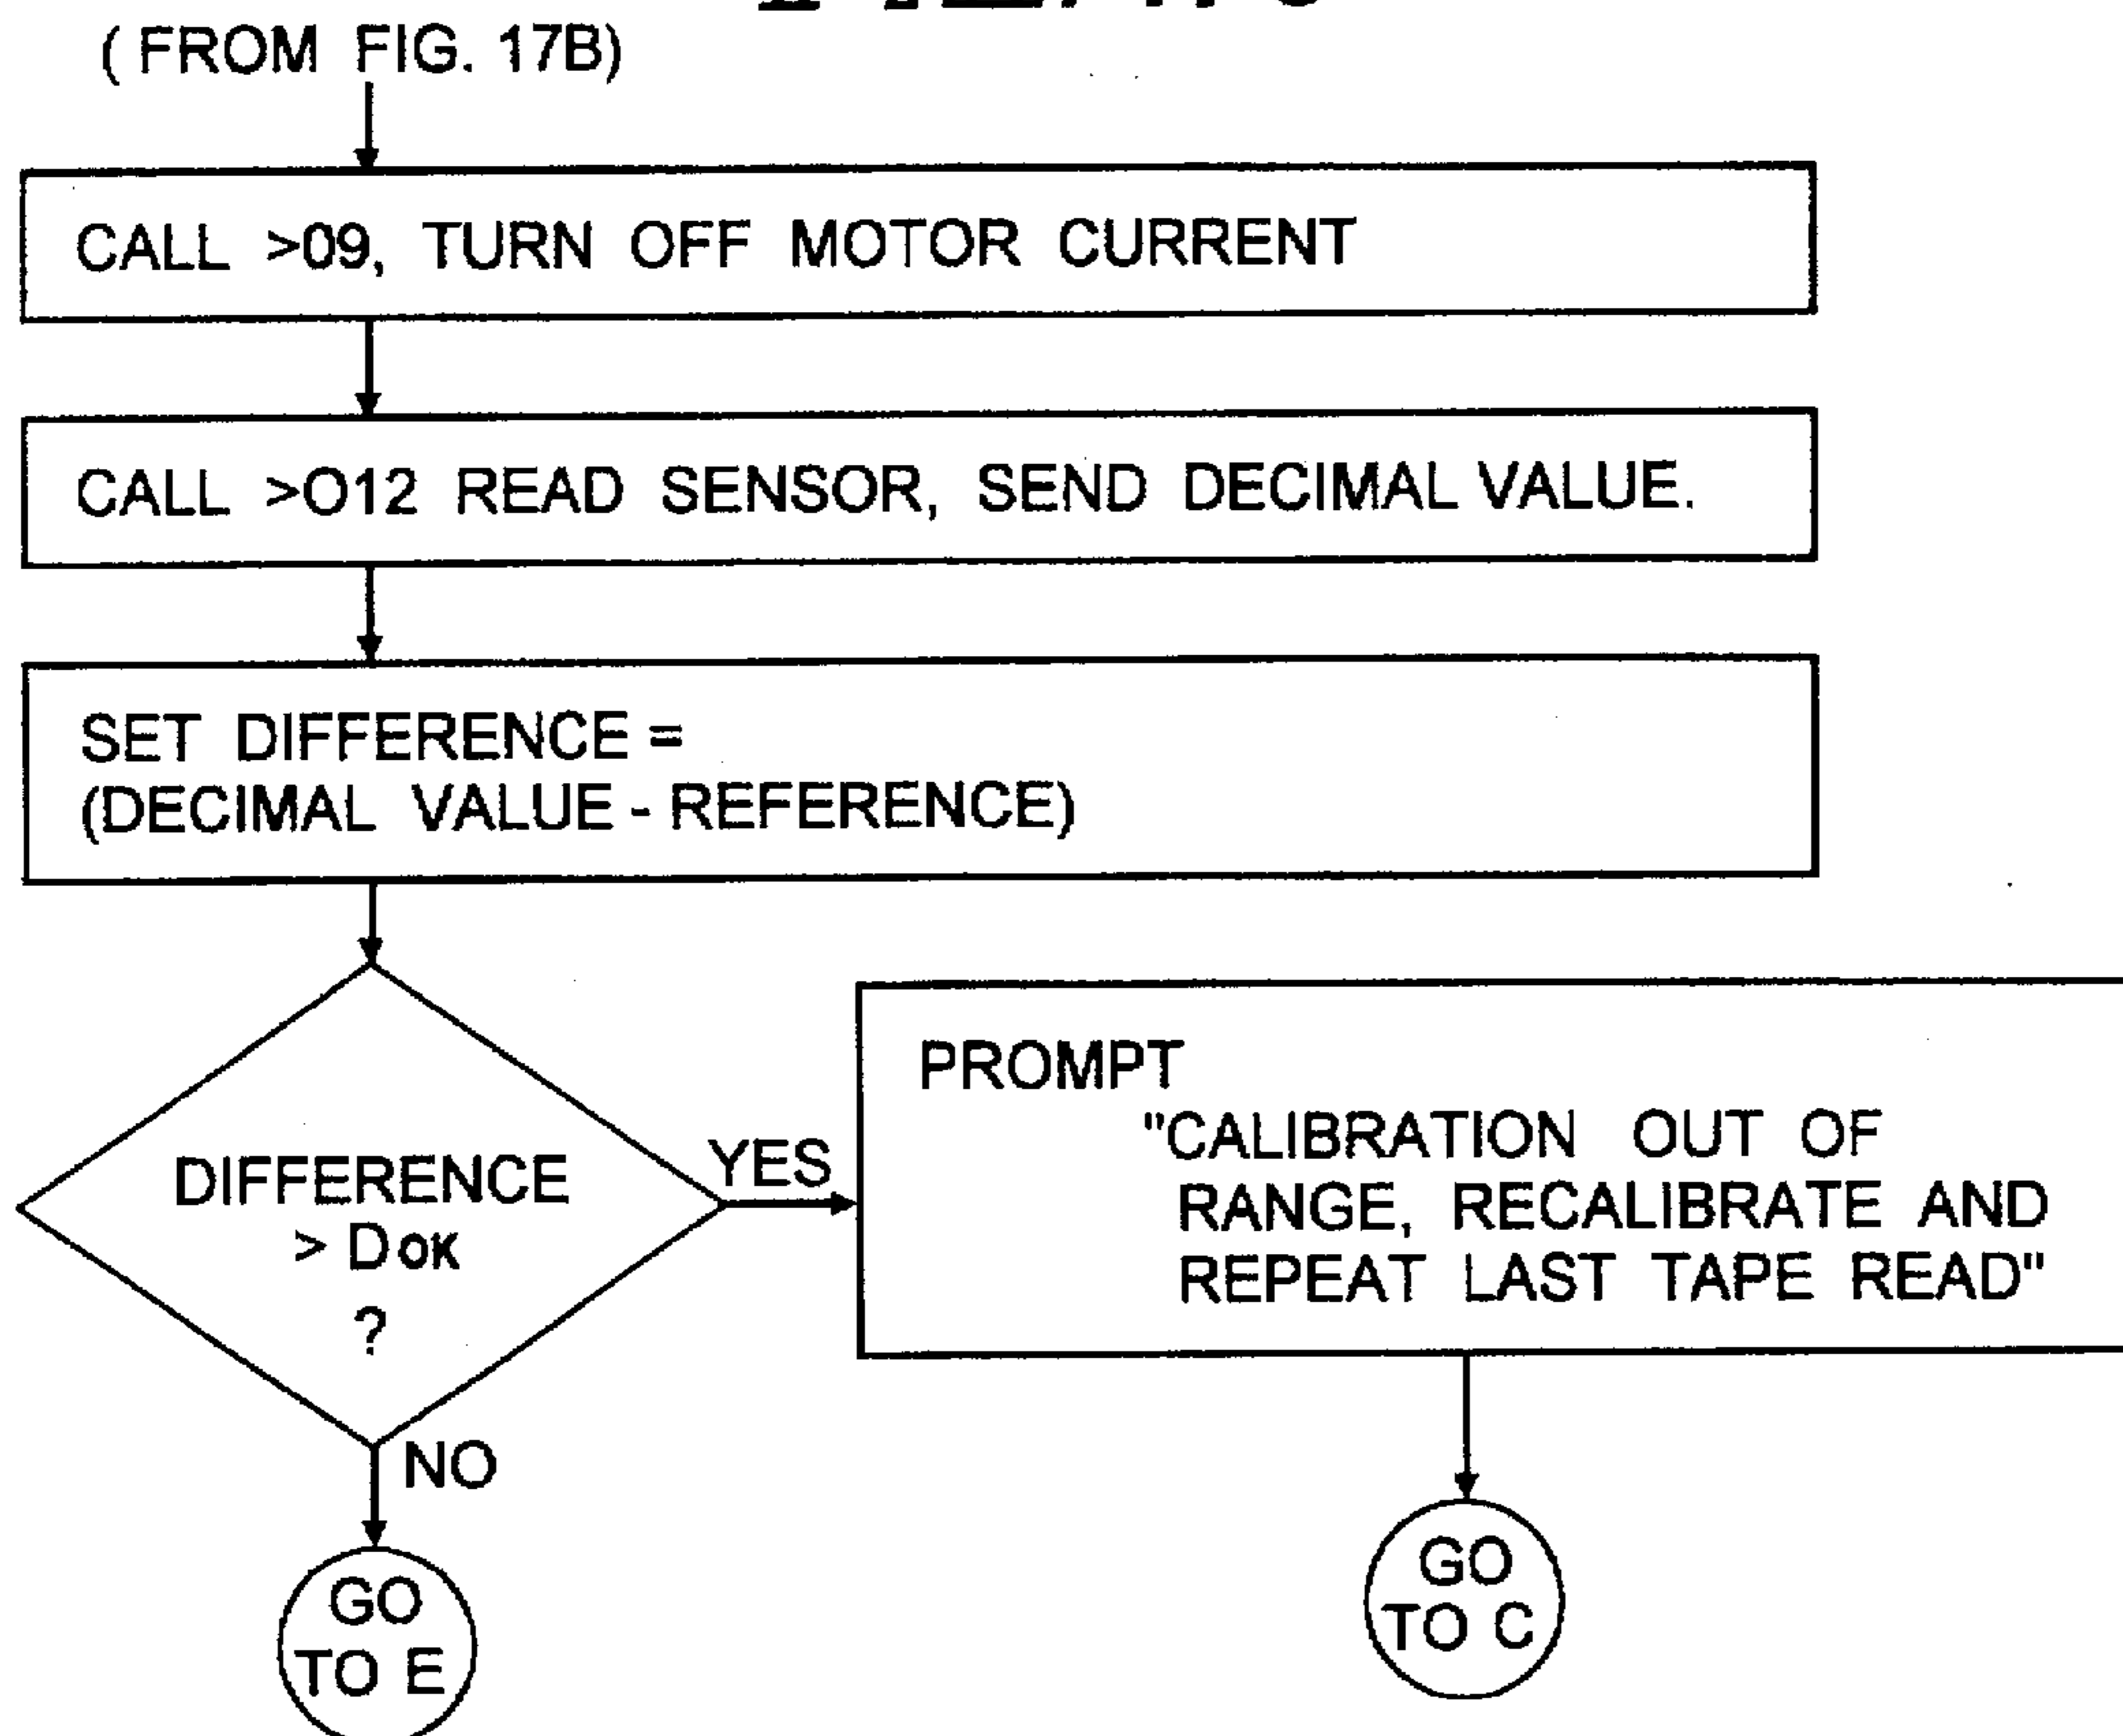 ( FROM FIG. 17B)
CALL >09, TURN OFF MOTOR CURRENT
CALL >O12 READ SENSOR, SEND DECIMAL VALUE.
SET DIFFERENCE =
(DECIMAL VALUE - REFERENCE)
DIFFERENCE
> DOK
?
YES
NO
PROMPT
"CALIBRATION OUT OF
RANGE, RECALIBRATE AND
REPEAT LAST TAPE READ"
GO
TO E
GO
TO C